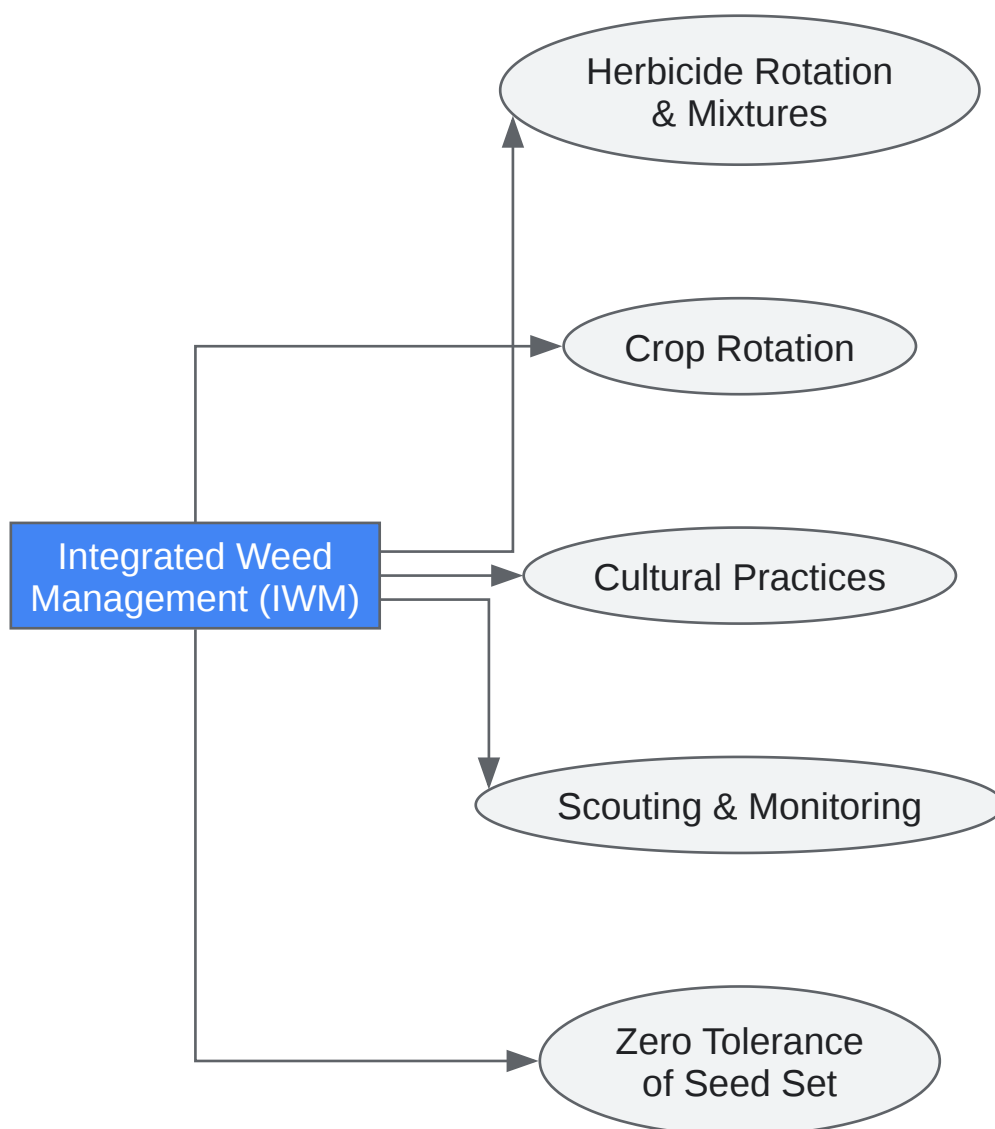 Herbicide Rotation
& Mixtures
Crop Rotation
Integrated Weed
Management (IWM)
Cultural Practices
Scouting & Monitoring
Zero Tolerance
of Seed Set